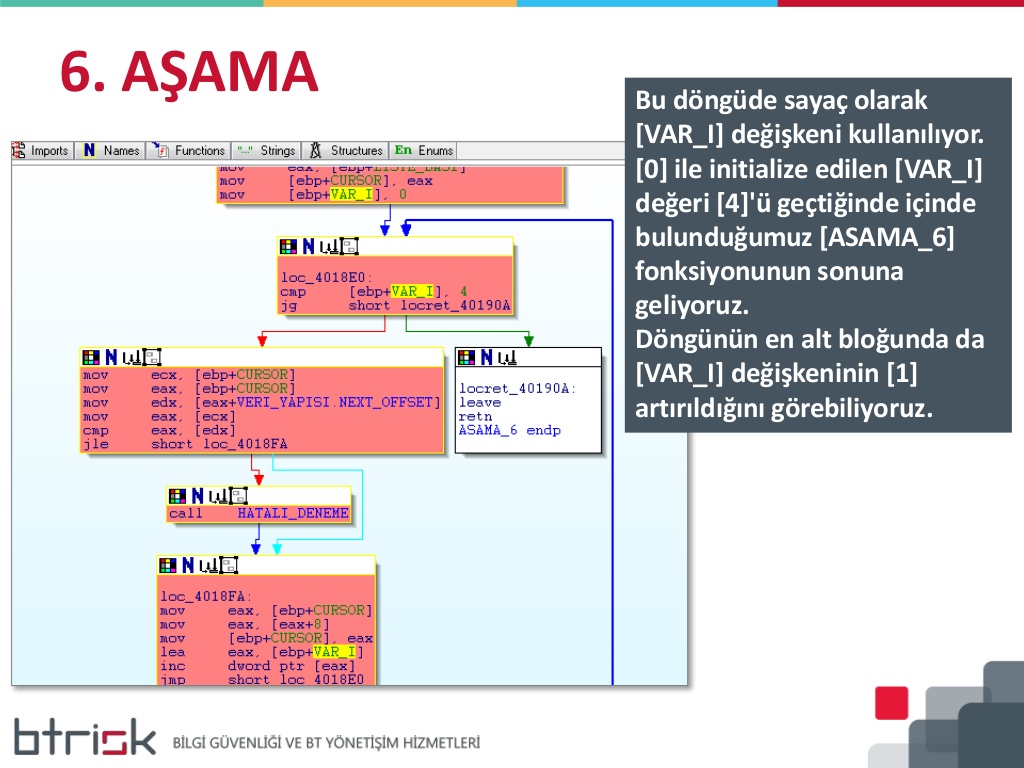 6. AŞAMA
Bu döngüde sayaç olarak
[VAR_I] değişkeni kullanılıyor.
[0] ile initialize edilen [VAR_I]
değeri [4]'ü geçtiğinde içinde
bulunduğumuz [ASAMA_6]
fonksiyonunun sonuna
geliyoruz.
Döngünün en alt bloğunda da
[VAR_I] değişkeninin [1]
artırıldığını görebiliyoruz.
Imports N Names Functions "..." Strings Structures En Enums
mov eax, [ebp+LISTE_BASI]
mov [ebp+CURSOR], eax
mov [ebp+VAR_I], 0
loc_4018E0:
cmp [ebp+VAR_I], 4
jg short locret_40190A
mov ecx, [ebp+CURSOR]
mov eax, [ebp+CURSOR]
mov edx, [eax+VERI_YAPISI.NEXT_OFFSET]
mov eax, [ecx]
cmp eax, [edx]
jle short loc_4018FA
locret_40190A:
leave
retn
ASAMA_6 endp
call HATALI_DENEME
loc_4018FA:
mov eax, [ebp+CURSOR]
mov eax, [eax+8]
mov [ebp+CURSOR], eax
lea eax, [ebp+VAR_I]
inc dword ptr [eax]
jmp short loc_4018E0
btrisk BİLGİ GÜVENLİĞİ VE BT YÖNETİŞİM HİZMETLERİ